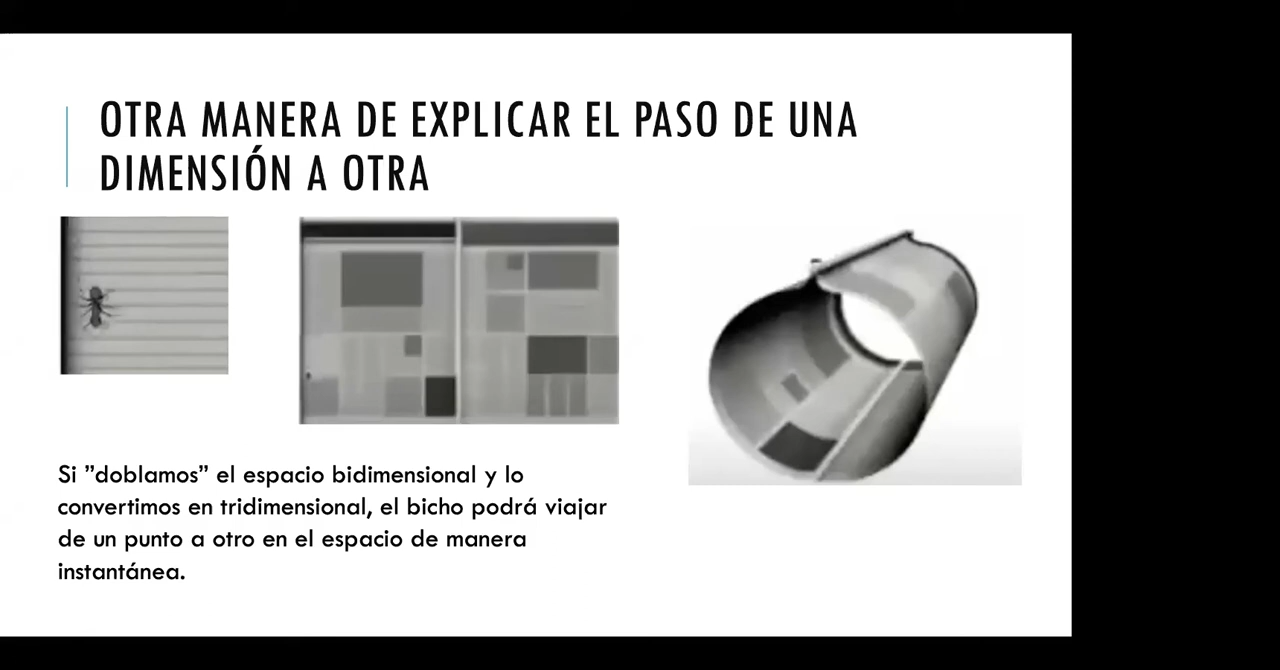 OTRA MANERA DE EXPLICAR EL PASO DE UNA
DIMENSIÓN A OTRA
Si ”doblamos” el espacio bidimensional y lo
convertimos en tridimensional, el bicho podrá viajar
de un punto a otro en el espacio de manera
instantánea.